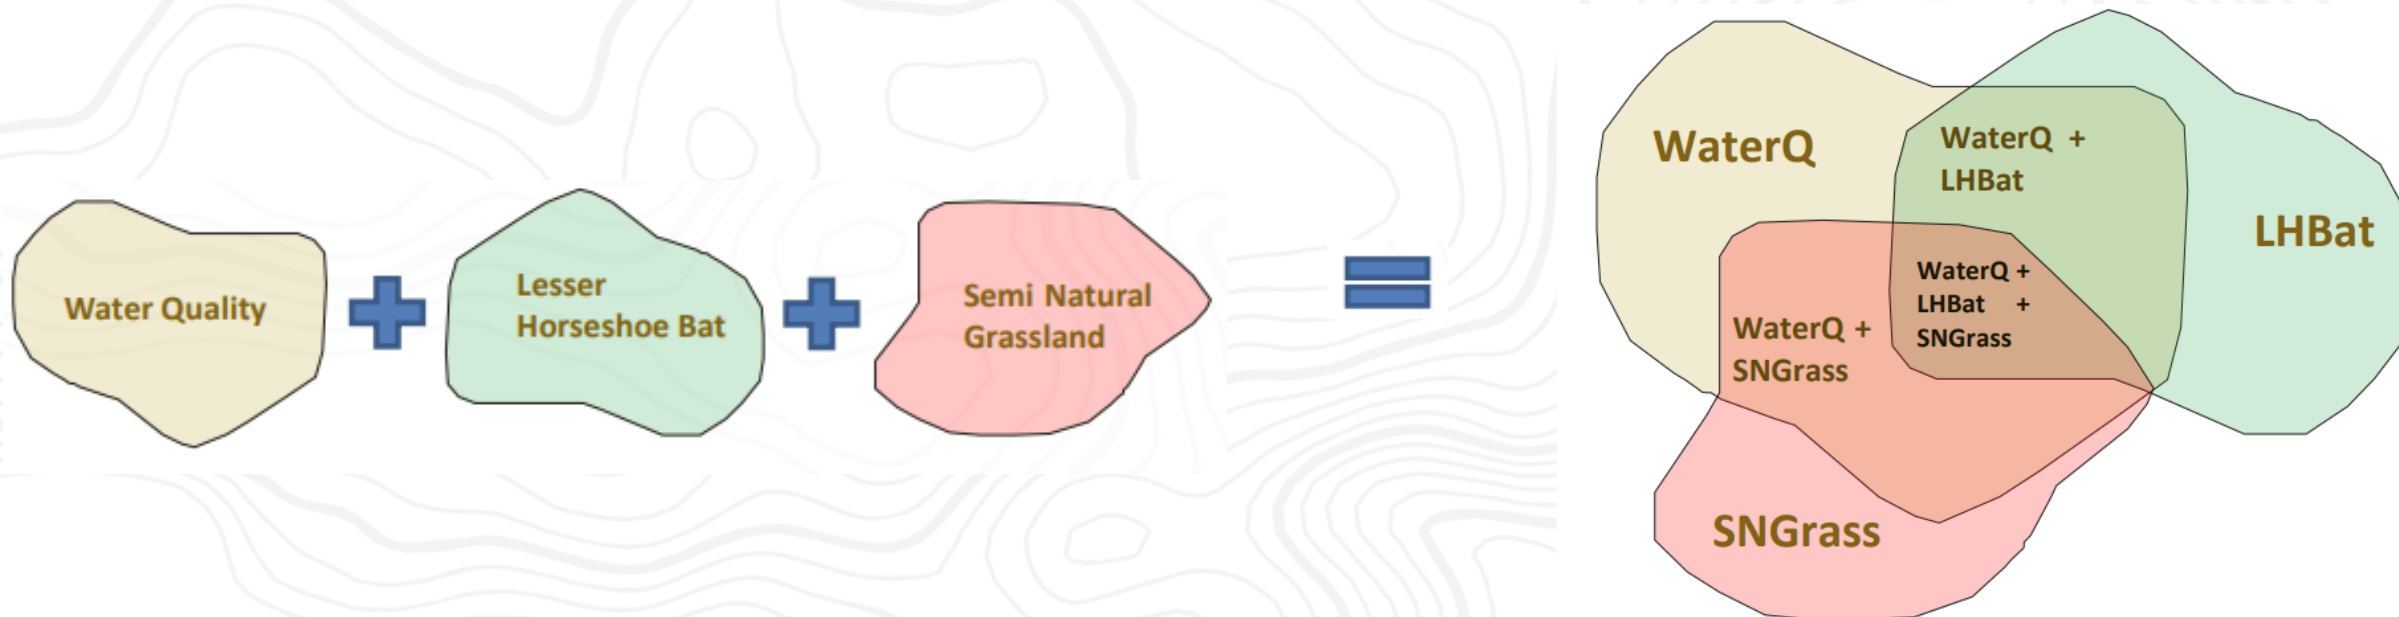 Water Quality
Lesser
Horseshoe Bat
Semi Natural
Grassland
WaterQ
WaterQ +
LHBat
LHBat
WaterQ +
LHBat +
SNGrass
WaterQ +
SNGrass
SNGrass